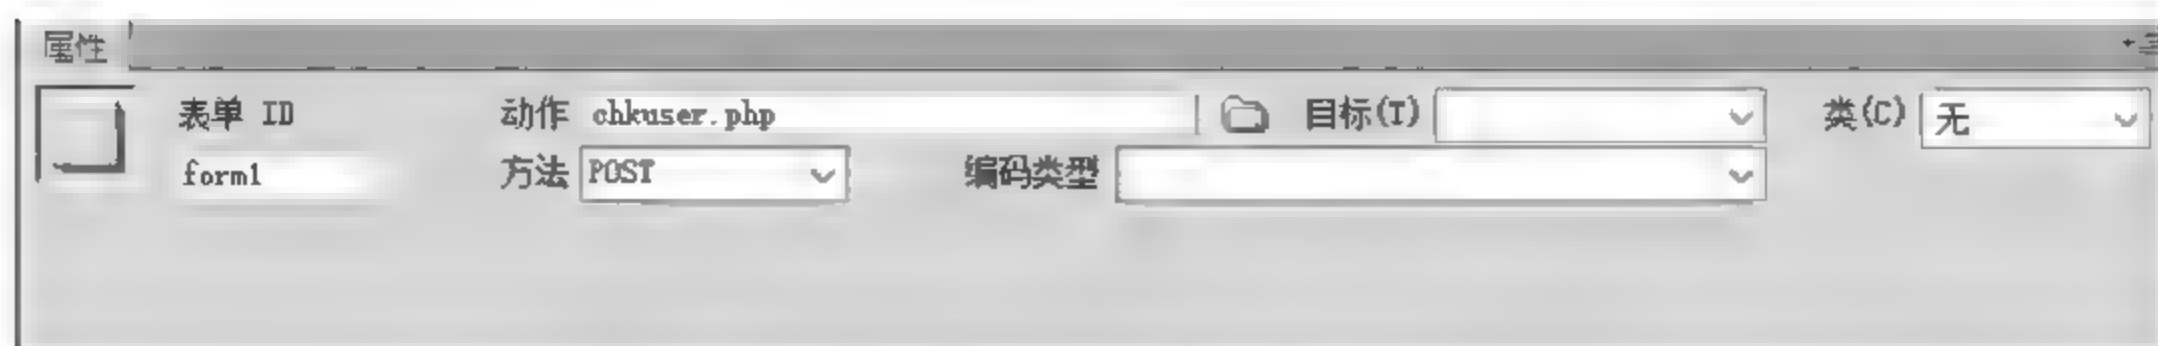 属性
表单 ID 动作 chkuser.php 目标(T) 类(C) 无
form1 方法 POST 编码类型